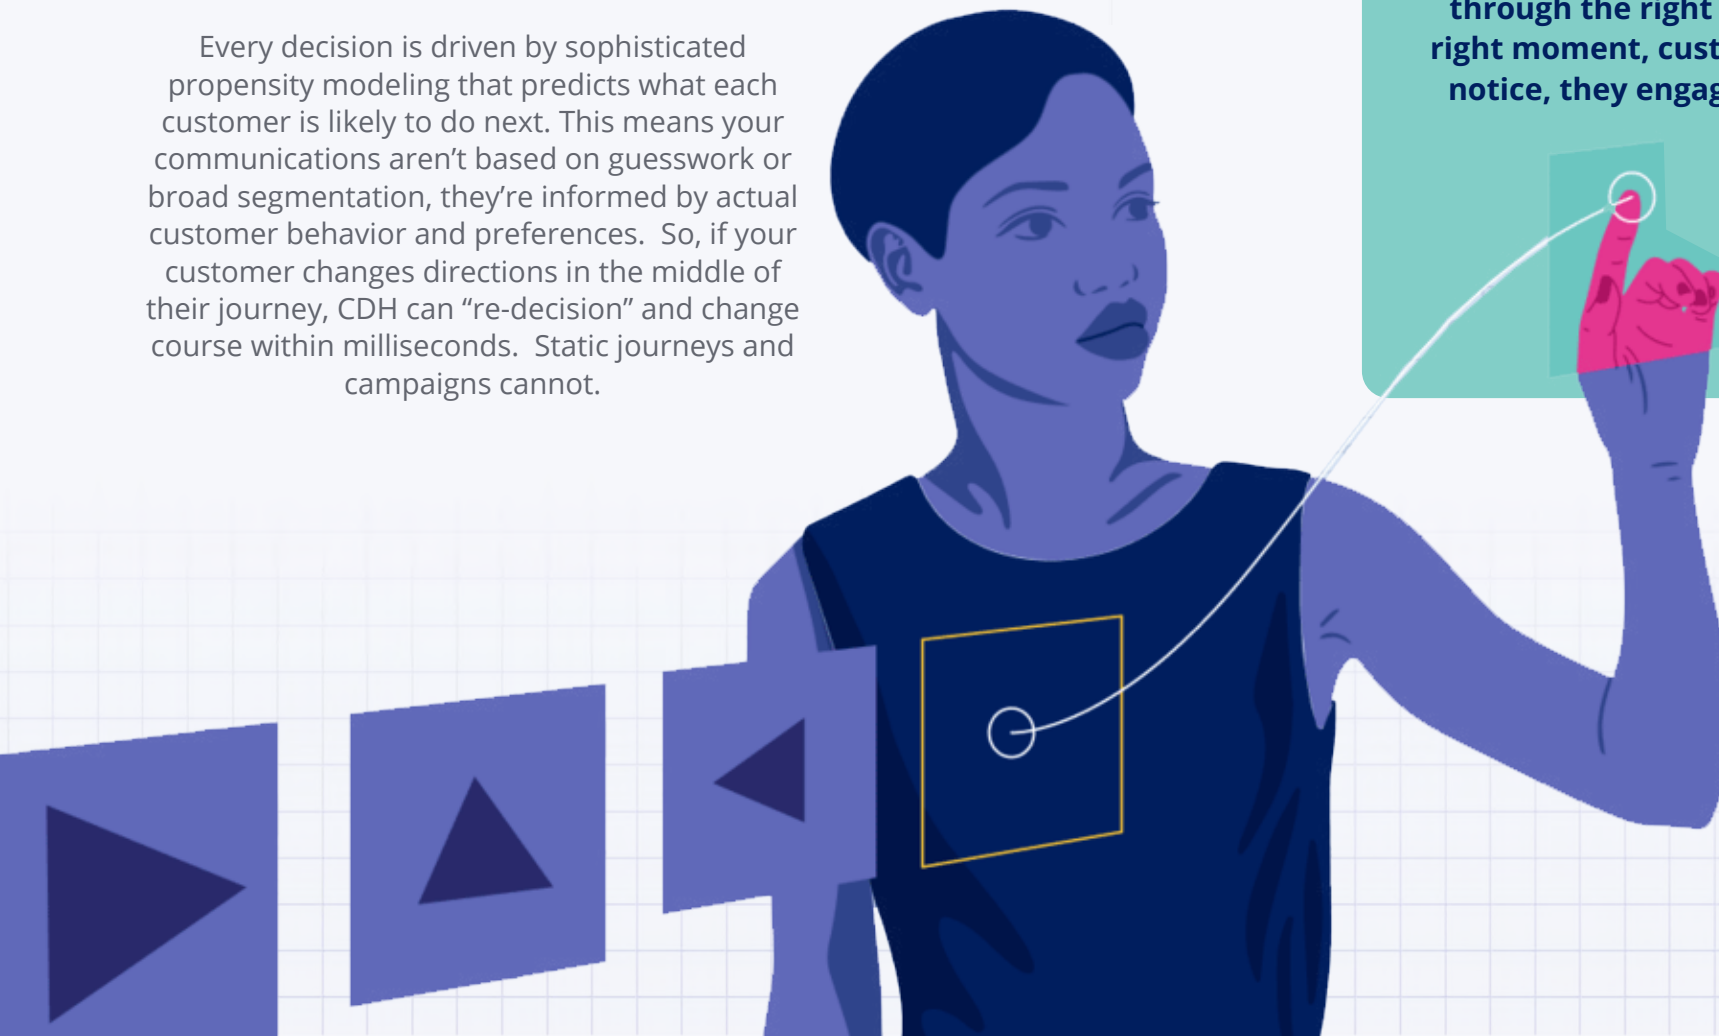 Every decision is driven by sophisticated
propensity modeling that predicts what each
customer is likely to do next. This means your
communications aren’t based on guesswork or
broad segmentation, they’re informed by actual
customer behavior and preferences.  So, if your
customer changes directions in the middle of
their journey, CDH can “re-decision” and change
course within milliseconds.  Static journeys and
campaigns cannot.
through the right
right moment,
notice, they